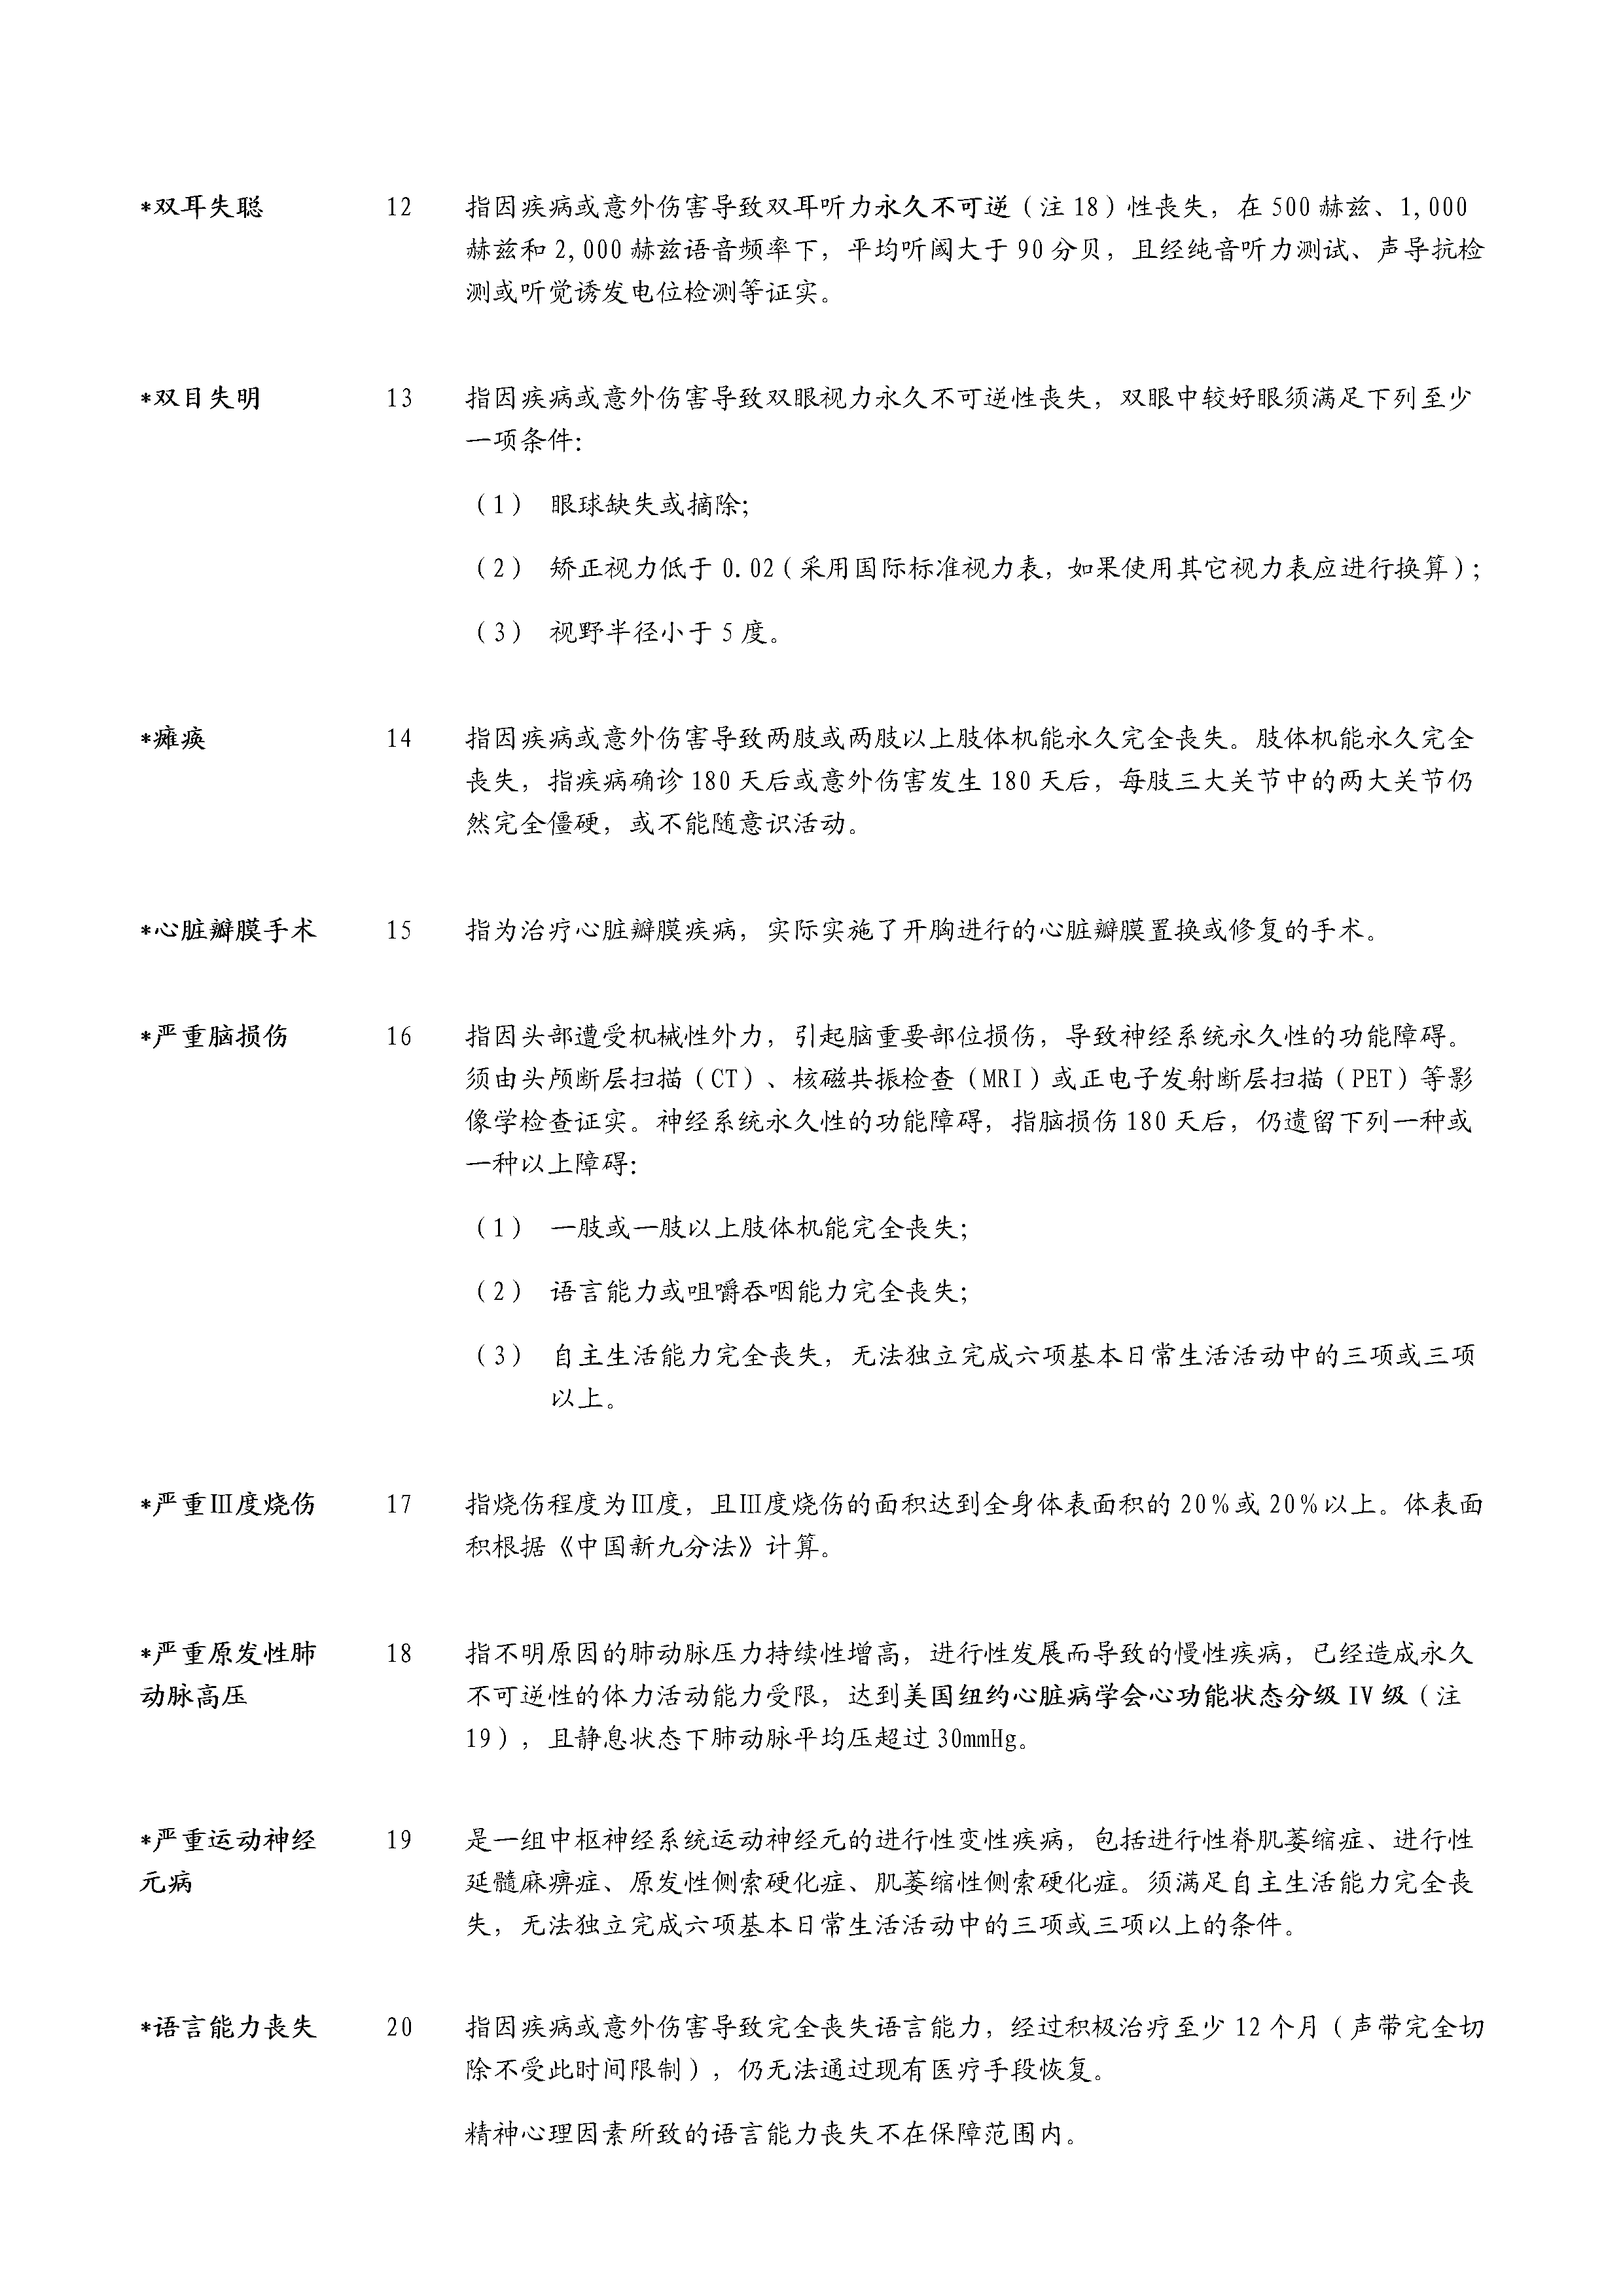 *双耳失聪 12 指因疾病或意外伤害导致双耳听力永久不可逆（注 18）性丧失，在 500 赫兹、1,000
赫兹和 2,000 赫兹语音频率下，平均听阈大于 90 分贝，且经纯音听力测试、声导抗检
测或听觉诱发电位检测等证实。
*双目失明 13 指因疾病或意外伤害导致双眼视力永久不可逆性丧失，双眼中较好眼须满足下列至少
一项条件：
（1） 眼球缺失或摘除；
（2） 矫正视力低于 0.02（采用国际标准视力表，如果使用其它视力表应进行换算）；
（3） 视野半径小于 5 度。
*瘫痪 14 指因疾病或意外伤害导致两肢或两肢以上肢体机能永久完全丧失。肢体机能永久完全
丧失，指疾病确诊 180 天后或意外伤害发生 180 天后，每肢三大关节中的两大关节仍
然完全僵硬，或不能随意识活动。
*心脏瓣膜手术 15 指为治疗心脏瓣膜疾病，实际实施了开胸进行的心脏瓣膜置换或修复的手术。
*严重脑损伤 16 指因头部遭受机械性外力，引起脑重要部位损伤，导致神经系统永久性的功能障碍。
须由头颅断层扫描（CT）、核磁共振检查（MRI）或正电子发射断层扫描（PET）等影
像学检查证实。神经系统永久性的功能障碍，指脑损伤 180 天后，仍遗留下列一种或
一种以上障碍：
（1） 一肢或一肢以上肢体机能完全丧失；
（2） 语言能力或咀嚼吞咽能力完全丧失；
（3） 自主生活能力完全丧失，无法独立完成六项基本日常生活活动中的三项或三项
以上。
*严重Ⅲ度烧伤 17 指烧伤程度为Ⅲ度，且Ⅲ度烧伤的面积达到全身体表面积的 20%或 20%以上。体表面
积根据《中国新九分法》计算。
*严重原发性肺 18 指不明原因的肺动脉压力持续性增高，进行性发展而导致的慢性疾病，已经造成永久
动脉高压 不可逆性的体力活动能力受限，达到美国纽约心脏病学会心功能状态分级 IV 级（注
19），且静息状态下肺动脉平均压超过 30mmHg。
*严重运动神经 19 是一组中枢神经系统运动神经元的进行性变性疾病，包括进行性脊肌萎缩症、进行性
元病 延髓麻痹症、原发性侧索硬化症、肌萎缩性侧索硬化症。须满足自主生活能力完全丧
失，无法独立完成六项基本日常生活活动中的三项或三项以上的条件。
*语言能力丧失 20 指因疾病或意外伤害导致完全丧失语言能力，经过积极治疗至少 12 个月（声带完全切
除不受此时间限制），仍无法通过现有医疗手段恢复。
精神心理因素所致的语言能力丧失不在保障范围内。